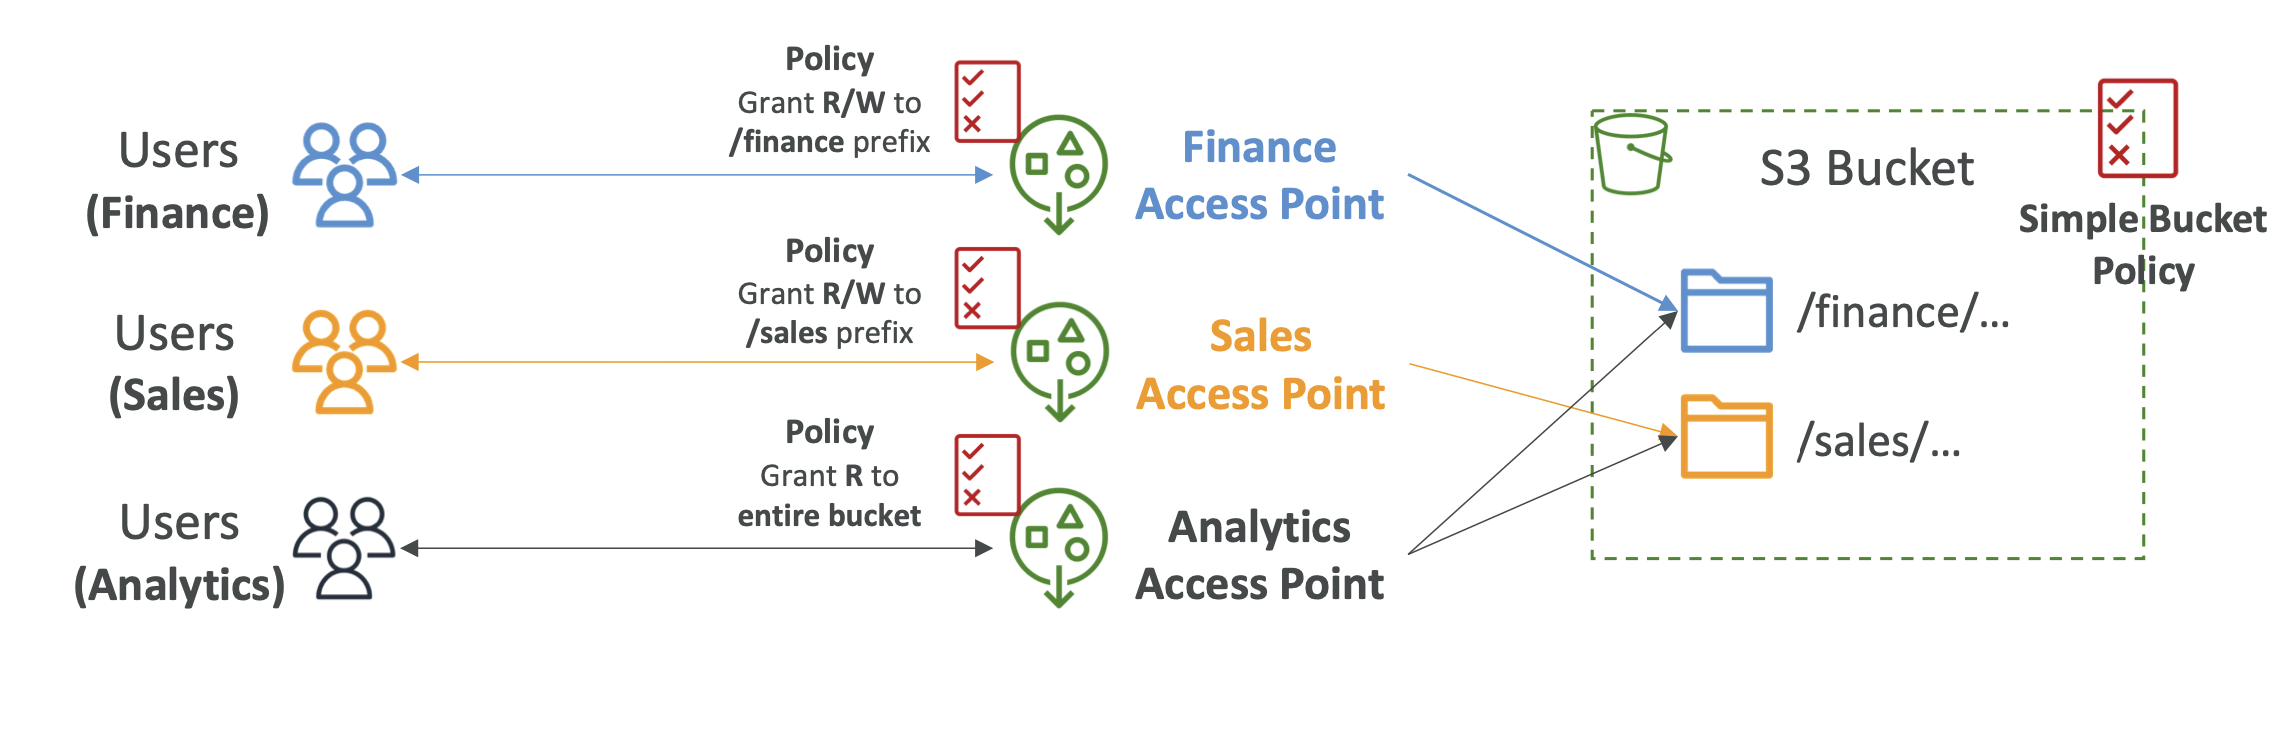 Users
(Finance)
Policy
Grant R/W to
/finance prefix
Finance
Access Point
Users
(Sales)
Policy
Grant R/W to
/sales prefix
Sales
Access Point
Users
(Analytics)
Policy
Grant R to
entire bucket
Analytics
Access Point
S3 Bucket
Simple Bucket
Policy
/finance/...
/sales/...